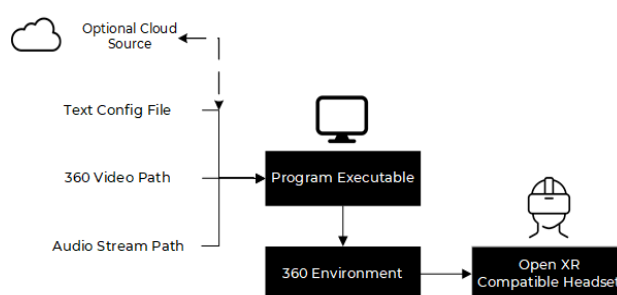 Optional Cloud
Source
Text Config File
360 Video Path
Program Executable
Audio Stream Path
360 Environment
Open XR
Compatible Headset